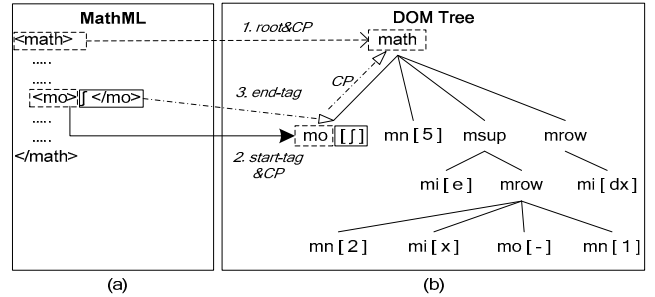 MathML
<math>
.....
.....
<mo> ∫ </mo>
.....
.....
</math>
(a)
DOM Tree
1. root&CP
math
CP
3. end-tag
2. start-tag
&CP
mo [ ∫ ] mn [ 5 ] msup mrow
mi [ e ] mrow mi [ dx ]
mn [ 2 ] mi [ x ] mo [ - ] mn [ 1 ]
(b)